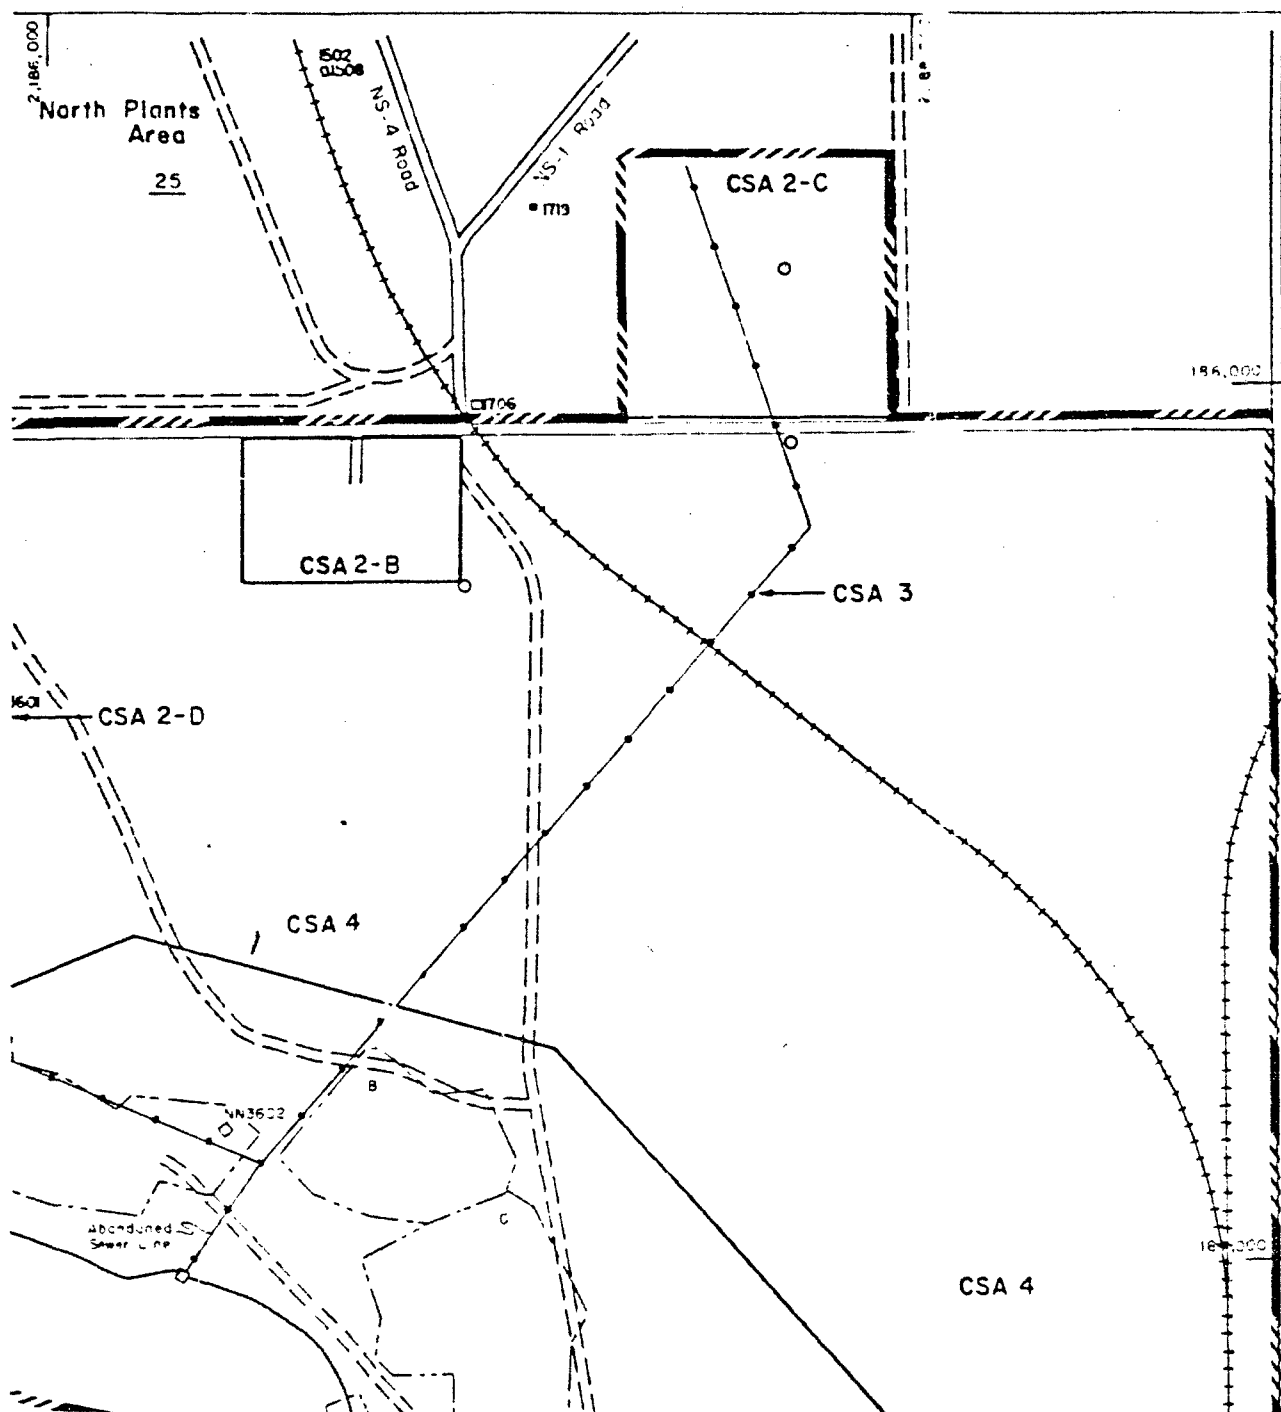 2,186,000
1502
North Plants
Area
25
NS-4 Road
NS-1 Road
1713
CSA 2-C
186,000
1706
CSA 2-B
CSA 3
1601
CSA 2-D
CSA 4
B
NN3602
C
Abandoned
Sewer Line
CSA 4